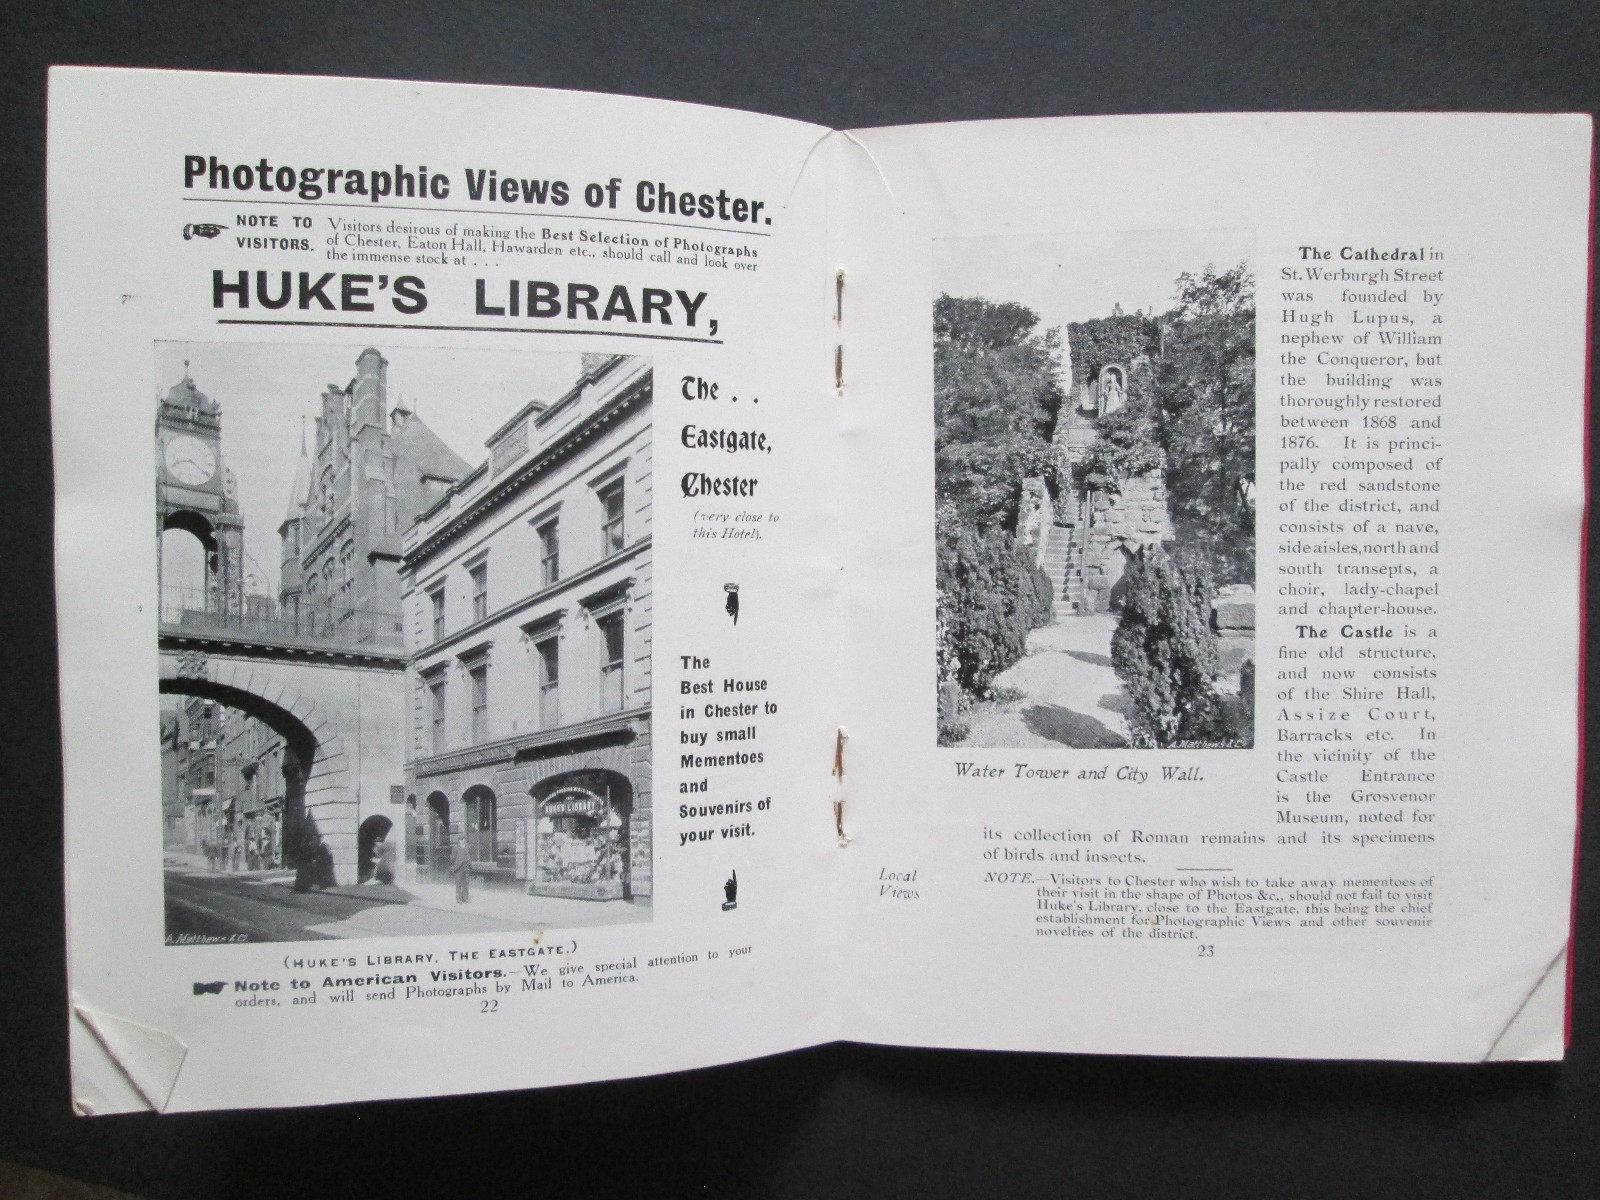 Photographic Views of Chester.
NOTE TO
VISITORS.
Visitors desirous of making the Best Selection of Photographs
of Chester, Eaton Hall, Hawarden etc., should call and look over
the immense stock at . . .
HUKE'S LIBRARY,
The . .
Eastgate,
Chester
(very close to
this Hotel).
The
Best House
in Chester to
buy small
Mementoes
and
Souvenirs of
your visit.
HUKE'S LIBRARY
A. Matthews & Co.
(HUKE'S LIBRARY, THE EASTGATE.)
Note to American Visitors.—We give special attention to your
orders, and will send Photographs by Mail to America.
22
The Cathedral in
St. Werburgh Street
was founded by
Hugh Lupus, a
nephew of William
the Conqueror, but
the building was
thoroughly restored
between 1868 and
1876. It is princi-
pally composed of
the red sandstone
of the district, and
consists of a nave,
side aisles, north and
south transepts, a
choir, lady-chapel
and chapter-house.
The Castle is a
fine old structure,
and now consists
of the Shire Hall,
Assize Court,
Barracks etc. In
the vicinity of the
Castle Entrance
is the Grosvenor
Museum, noted for
its collection of Roman remains and its specimens
of birds and insects.
A. Matthews & Co.
Water Tower and City Wall.
Local
Views
NOTE.—Visitors to Chester who wish to take away mementoes of
their visit in the shape of Photos &c., should not fail to visit
Huke's Library, close to the Eastgate, this being the chief
establishment for Photographic Views and other souvenir
novelties of the district.
23